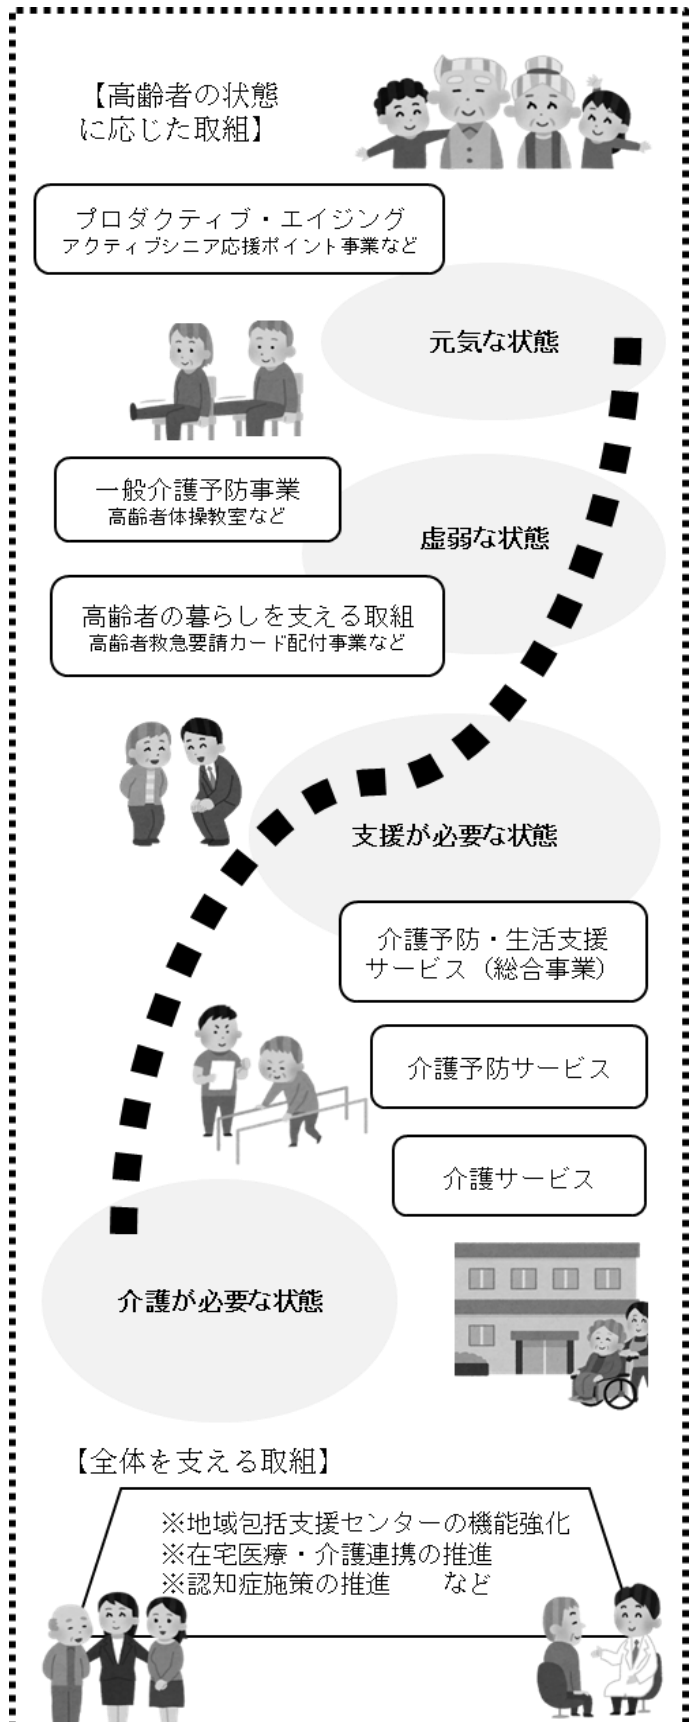 【高齢者の状態
に応じた取組】
プロダクティブ・エイジング
アクティブシニア応援ポイント事業など
元気な状態
一般介護予防事業
高齢者体操教室など
虚弱な状態
高齢者の暮らしを支える取組
高齢者救急要請カード配付事業など
支援が必要な状態
介護予防・生活支援
サービス（総合事業）
介護予防サービス
介護サービス
介護が必要な状態
【全体を支える取組】
※地域包括支援センターの機能強化
※在宅医療・介護連携の推進
※認知症施策の推進　　など